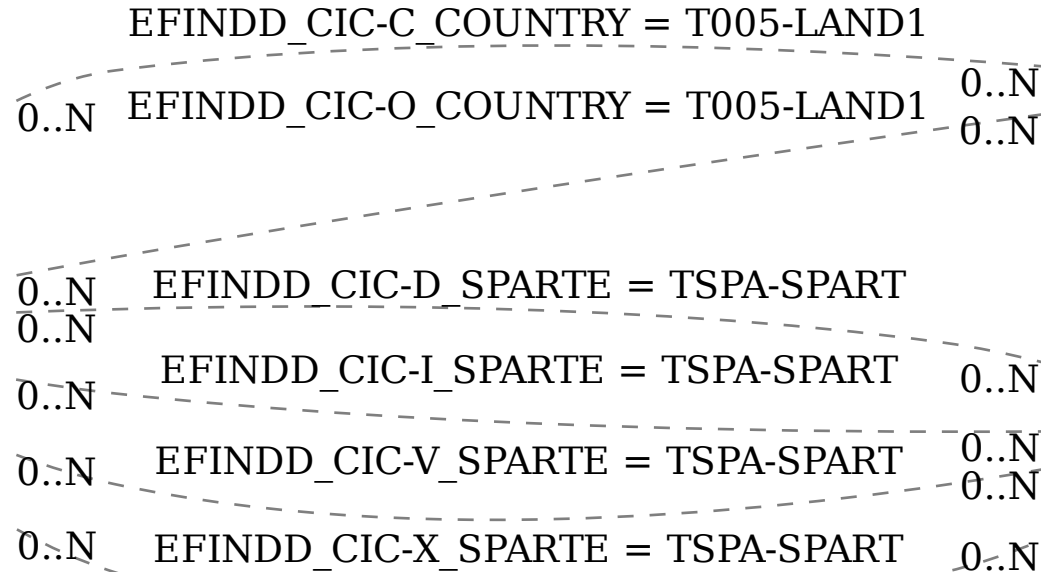 EFINDD_CIC-C_COUNTRY = T005-LAND1
0..N
0..N EFINDD_CIC-O_COUNTRY = T005-LAND1
0..N
0..N EFINDD_CIC-D_SPARTE = TSPA-SPART
0..N
EFINDD_CIC-I_SPARTE = TSPA-SPART 0..N
0..N
0..N
0..N EFINDD_CIC-V_SPARTE = TSPA-SPART
0..N
0..N EFINDD_CIC-X_SPARTE = TSPA-SPART 0..N